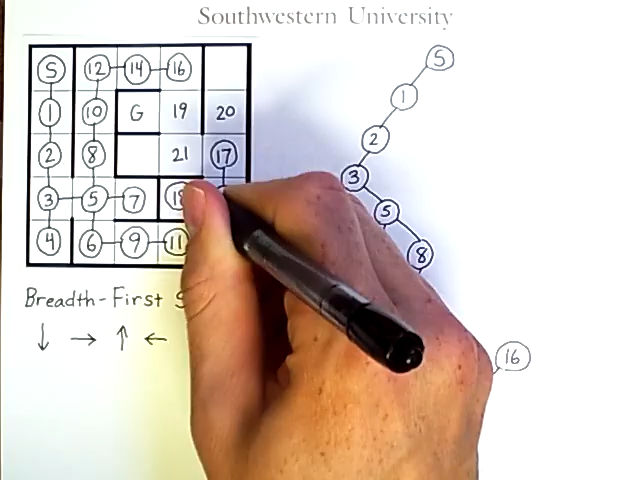 Southwestern University
S 12 14 16
1 10 G 19 20
2 8 21 17
3 5 7 18
4 6 9 11
Breadth-First S
↓ → ↑ ←
S
1
2
3
5
8
16